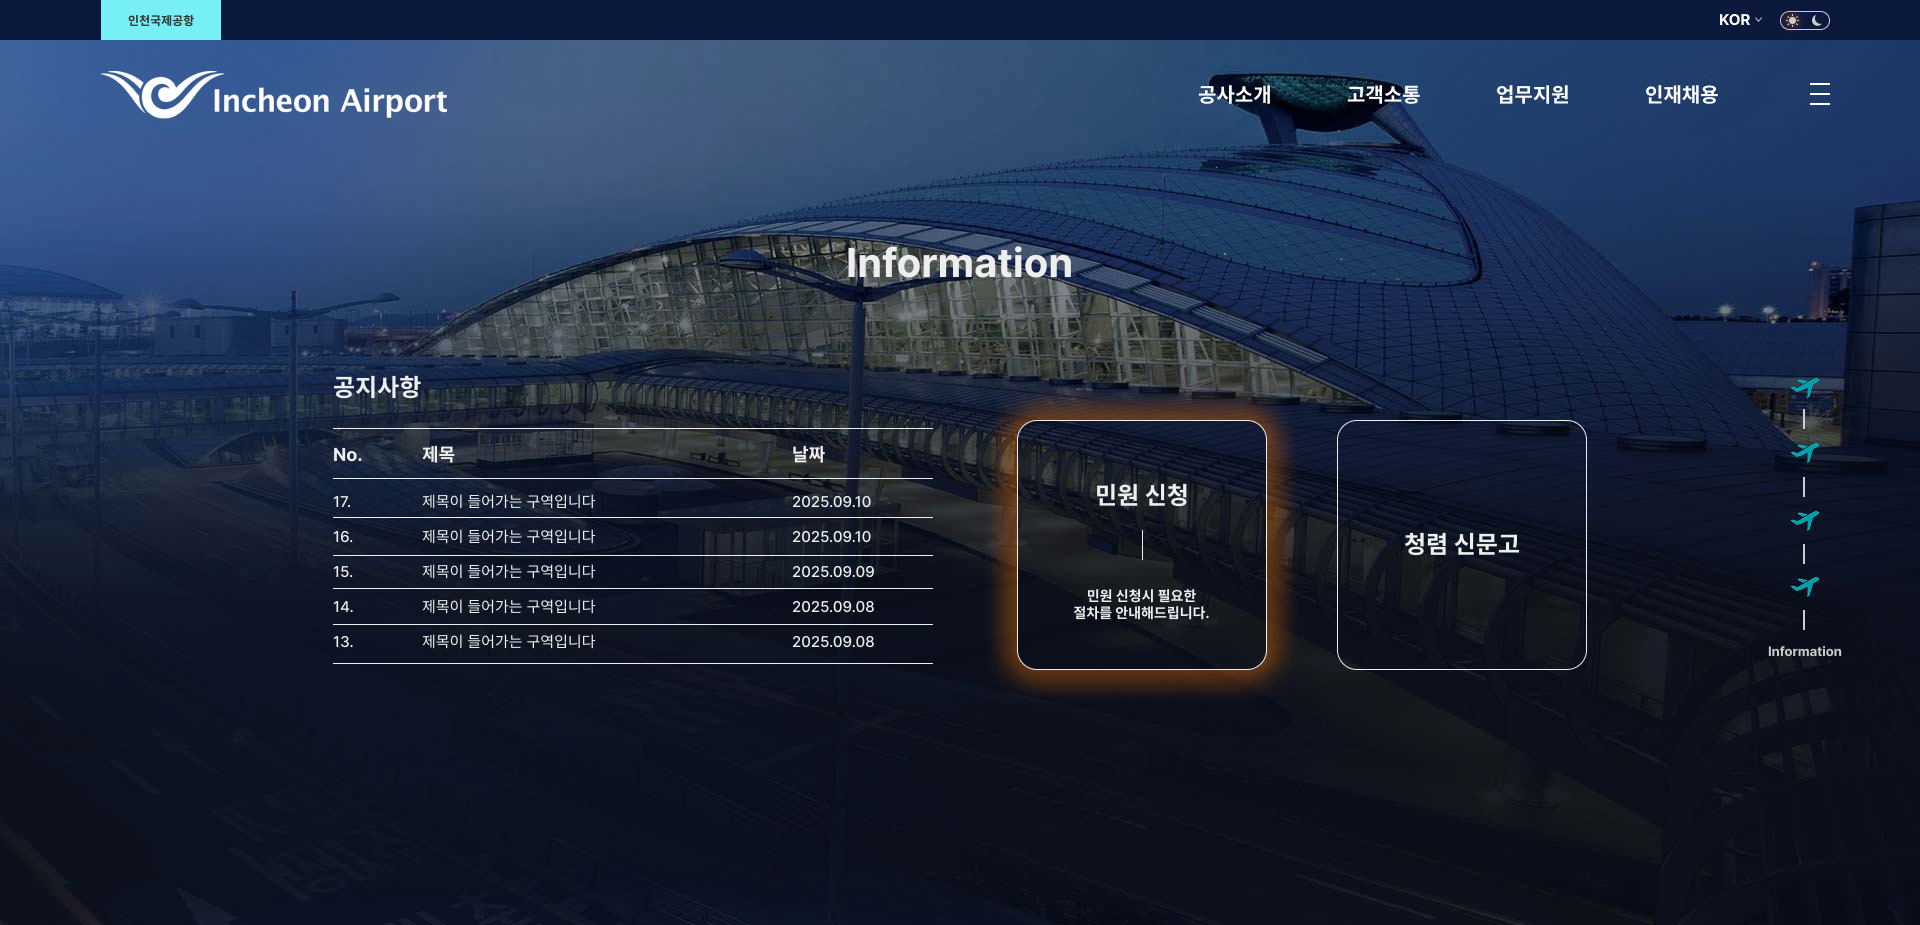 인천국제공항
KOR
Incheon Airport
공사소개
고객소통
업무지원
인재채용
Information
공지사항
No. 제목 날짜
17. 제목이 들어가는 구역입니다 2025.09.10
16. 제목이 들어가는 구역입니다 2025.09.10
15. 제목이 들어가는 구역입니다 2025.09.09
14. 제목이 들어가는 구역입니다 2025.09.08
13. 제목이 들어가는 구역입니다 2025.09.08
민원 신청
민원 신청시 필요한
절차를 안내해드립니다.
청렴 신문고
Information